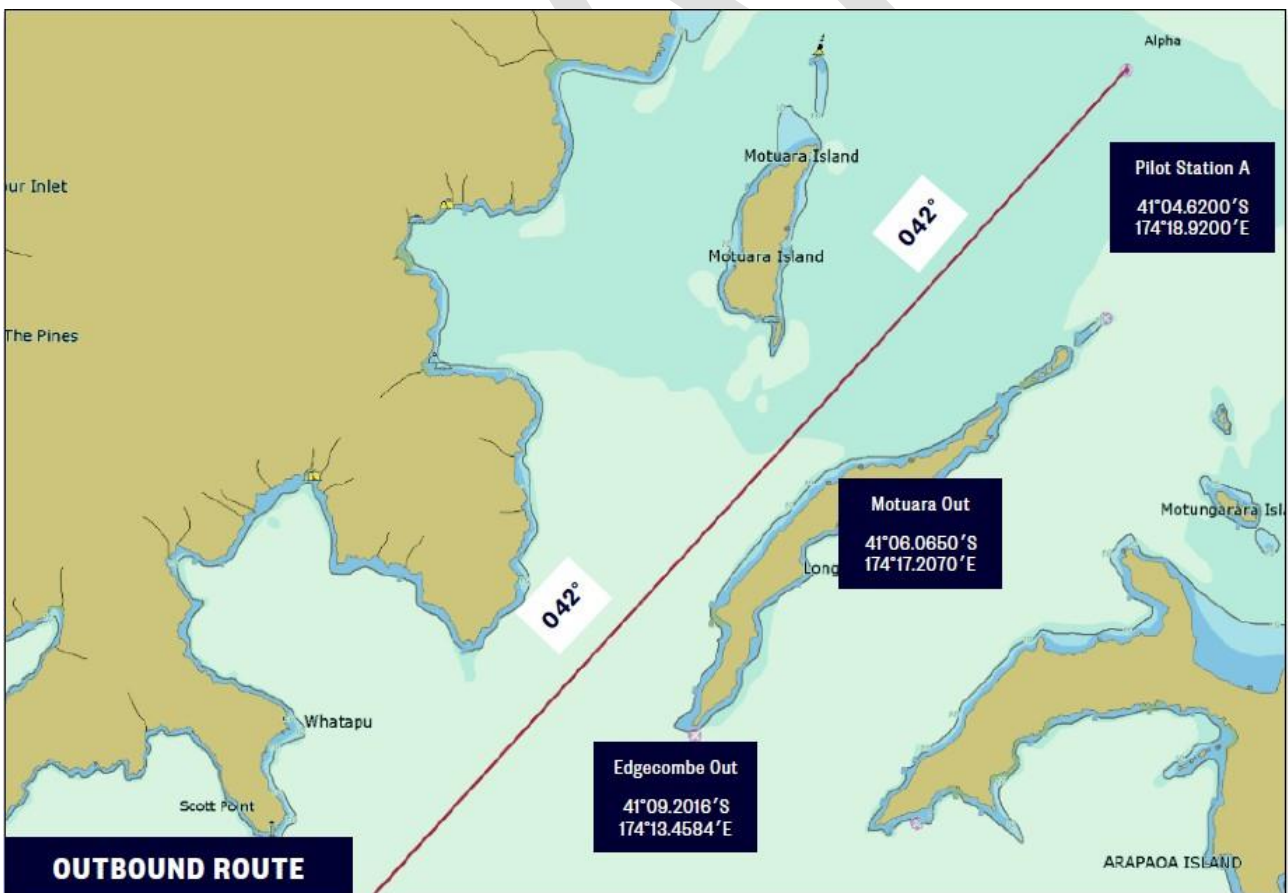 Alpha
Pilot Station A
41°04.6200′S
174°18.9200′E
Motuara Island
our Inlet
042°
Motuara Island
The Pines
Motuara Out
41°06.0650′S
174°17.2070′E
Motungarara Isl
Long
042°
Whatapu
Edgecombe Out
41°09.2016′S
174°13.4584′E
Scott Point
OUTBOUND ROUTE
ARAPAOA ISLAND